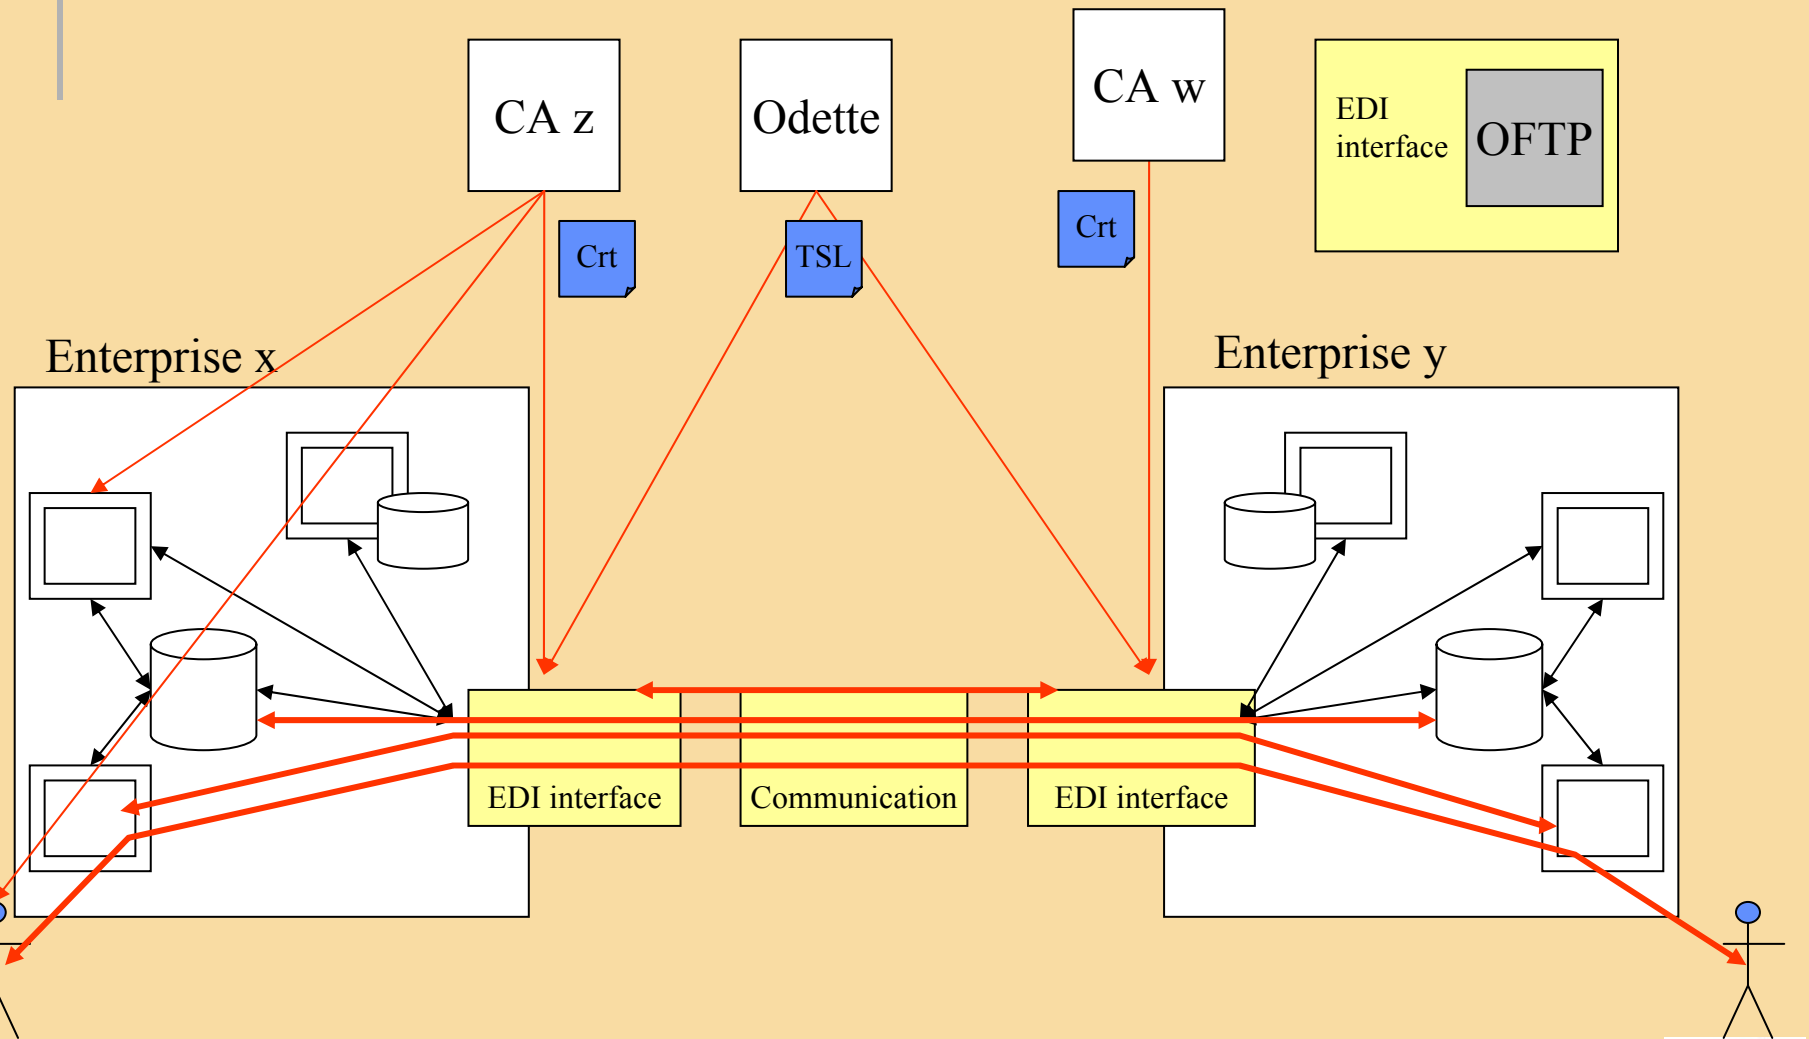 CA z
Odette
CA w
EDI
interface
OFTP
Crt
TSL
Crt
Enterprise x
Enterprise y
EDI interface
Communication
EDI interface